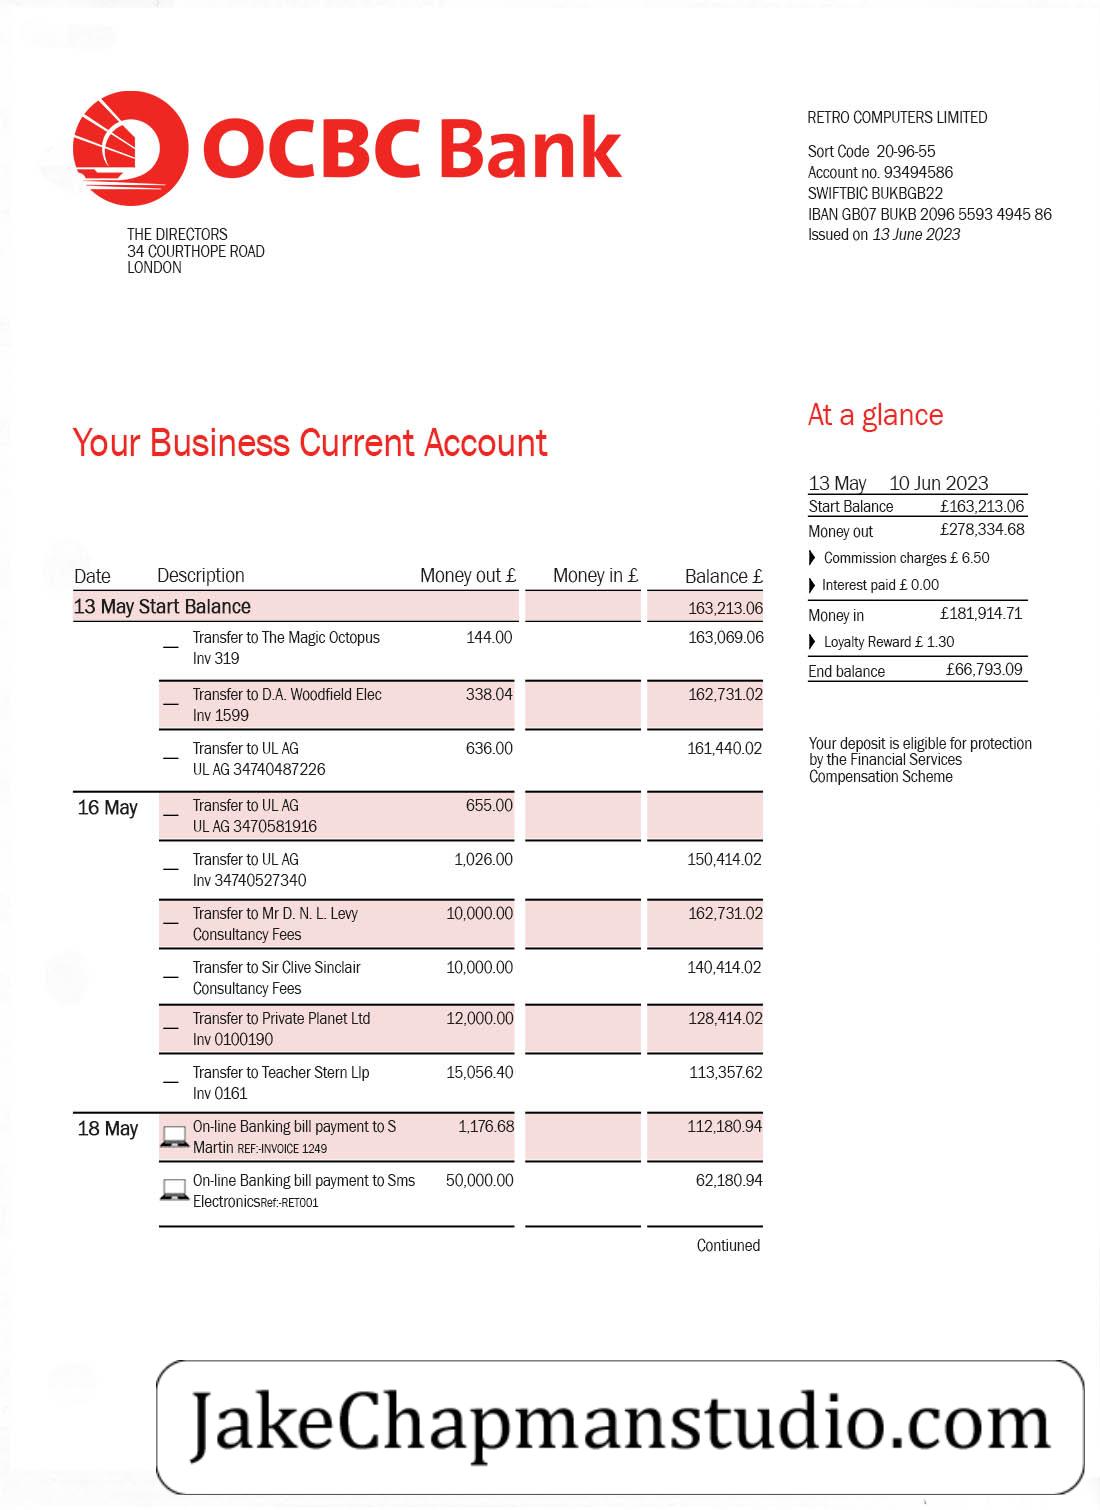 OCBC Bank
RETRO COMPUTERS LIMITED
Sort Code 20-96-55
Account no. 93494586
SWIFTBIC BUKBGB22
IBAN GB07 BUKB 2096 5593 4945 86
Issued on 13 June 2023
THE DIRECTORS
34 COURTHOPE ROAD
LONDON
Your Business Current Account
At a glance
13 May 10 Jun 2023
Start Balance £163,213.06
Money out £278,334.68
Commission charges £ 6.50
Interest paid £ 0.00
Money in £181,914.71
Loyalty Reward £ 1.30
End balance £66,793.09
Your deposit is eligible for protection
by the Financial Services
Compensation Scheme
Date Description Money out £ Money in £ Balance £
13 May Start Balance 163,213.06
Transfer to The Magic Octopus 144.00 163,069.06
Inv 319
Transfer to D.A. Woodfield Elec 338.04 162,731.02
Inv 1599
Transfer to UL AG 636.00 161,440.02
UL AG 34740487226
16 May Transfer to UL AG 655.00
UL AG 3470581916
Transfer to UL AG 1,026.00 150,414.02
Inv 34740527340
Transfer to Mr D. N. L. Levy 10,000.00 162,731.02
Consultancy Fees
Transfer to Sir Clive Sinclair 10,000.00 140,414.02
Consultancy Fees
Transfer to Private Planet Ltd 12,000.00 128,414.02
Inv 0100190
Transfer to Teacher Stern Llp 15,056.40 113,357.62
Inv 0161
18 May On-line Banking bill payment to S 1,176.68 112,180.94
Martin REF:-INVOICE 1249
On-line Banking bill payment to Sms 50,000.00 62,180.94
ElectronicsRef:-RET001
Contiuned
JakeChapmanstudio.com